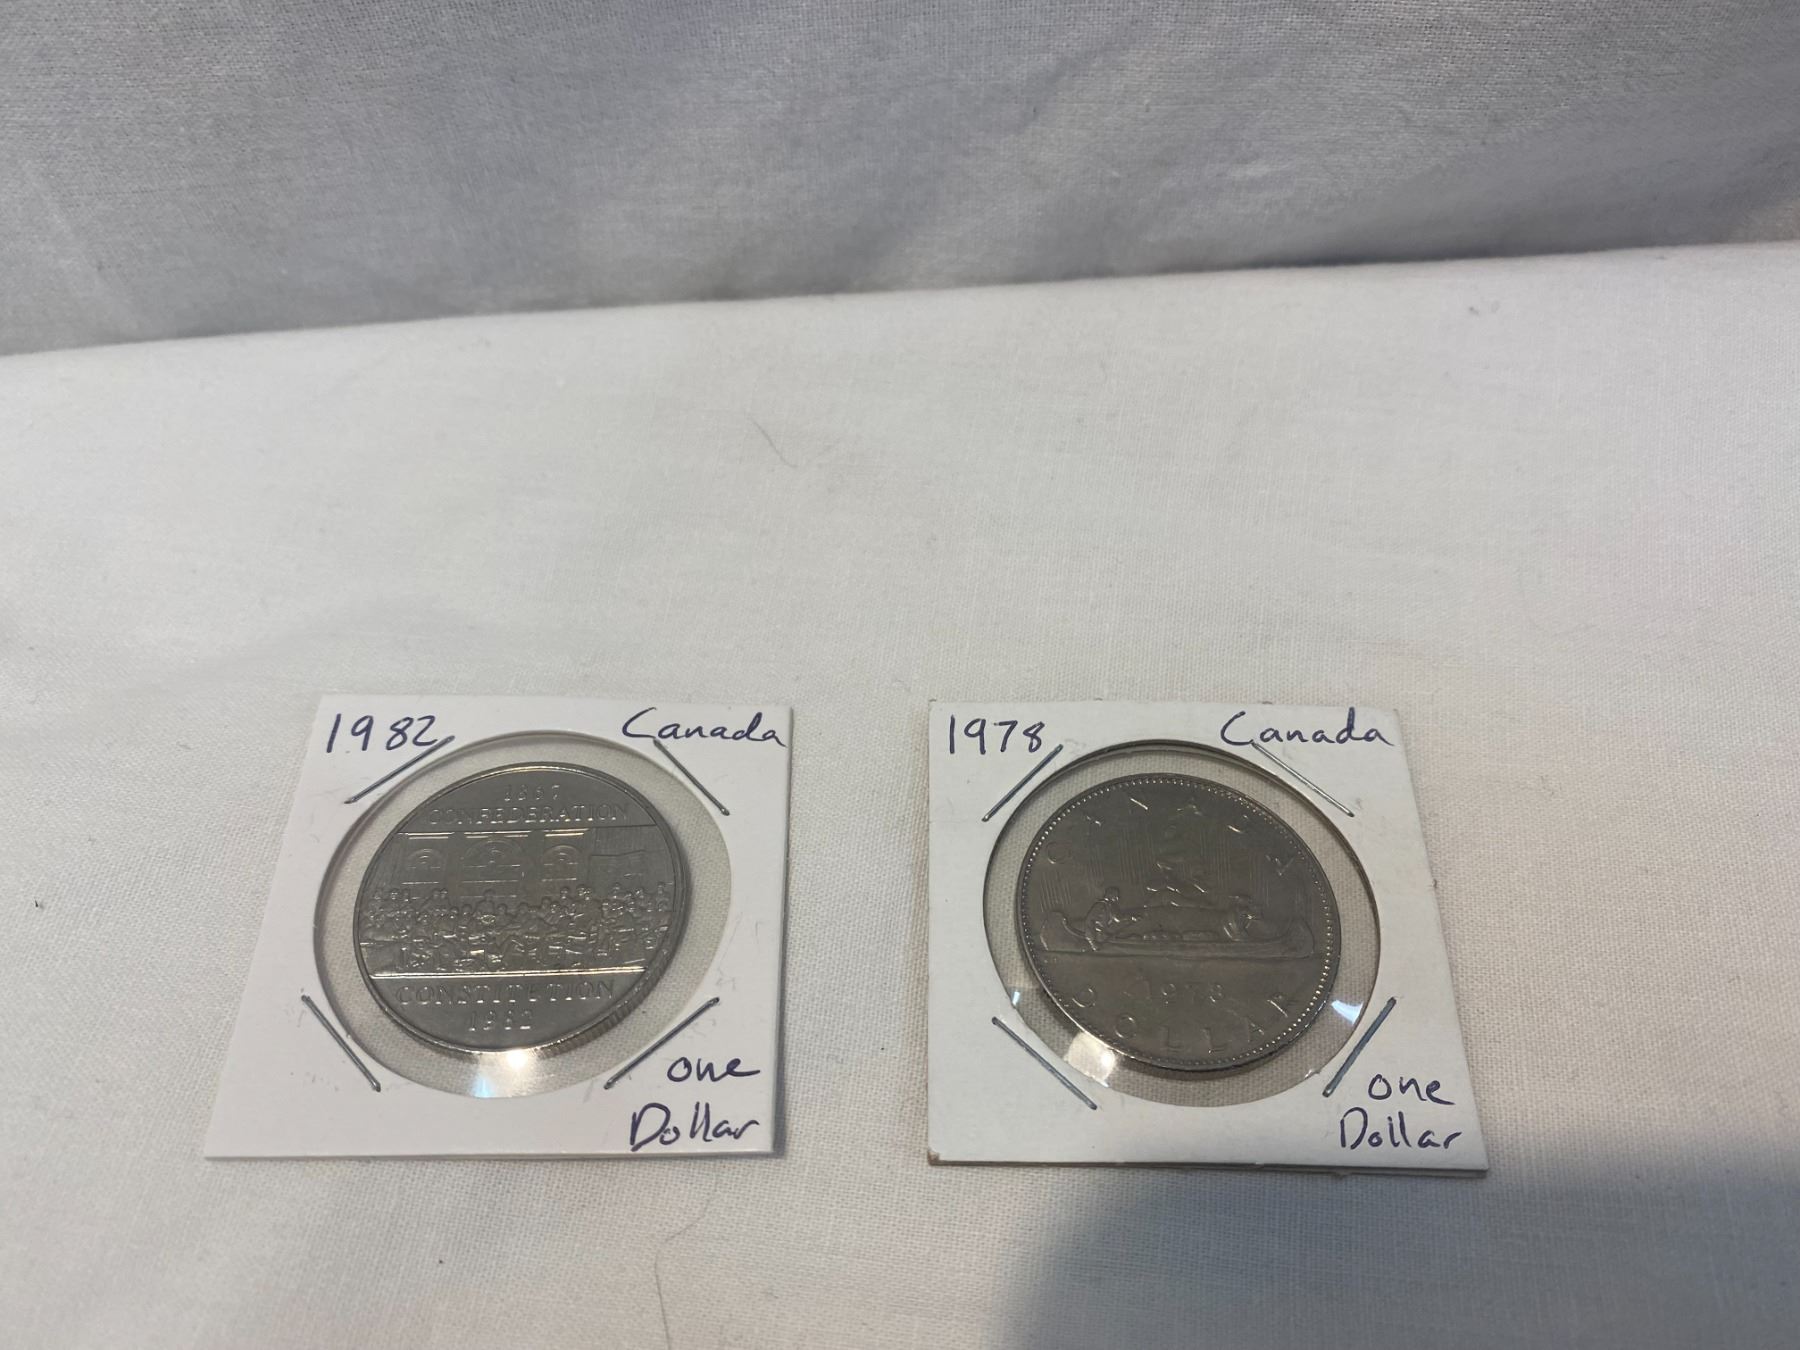 1982 Canada
1867
CONFEDERATION
CONSTITUTION
1982
one
Dollar
1978 Canada
CANADA
1978
DOLLAR
one
Dollar